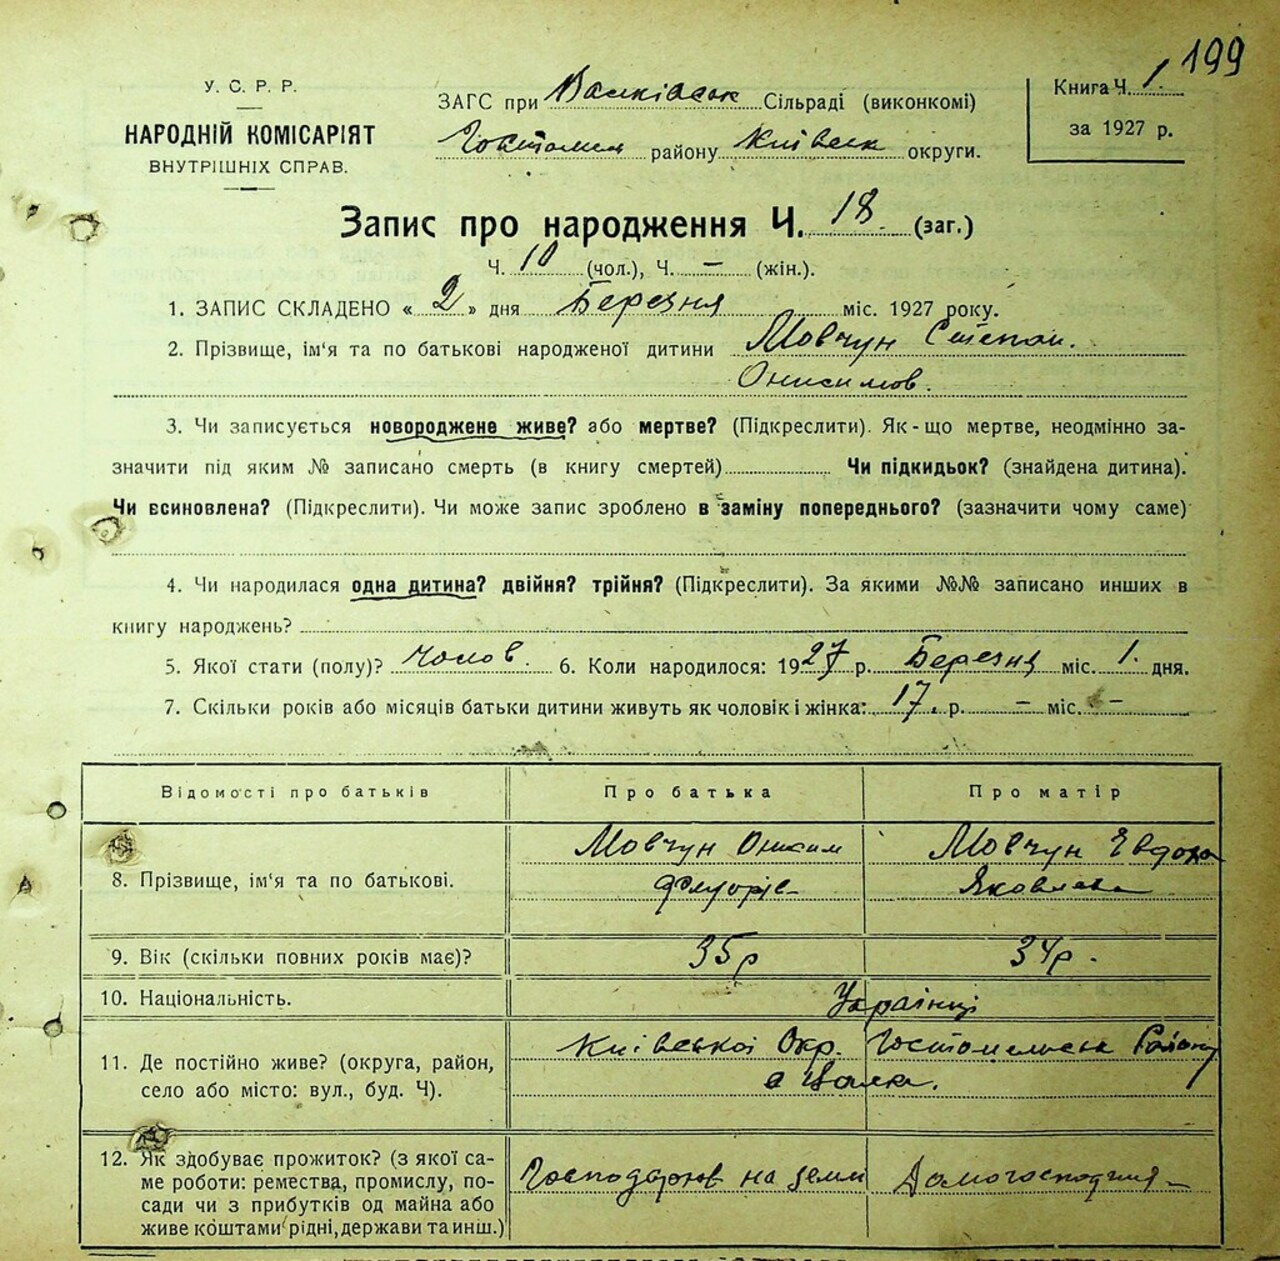 199
У. С. Р. Р.
НАРОДНІЙ КОМІСАРІЯТ
ВНУТРІШНІХ СПРАВ.
ЗАГС при Сільраді (виконкомі)
Гостомел району Київськ округи.
Книга Ч. 1
за 1927 р.
Запис про народження Ч. 18 (заг.)
Ч. 10 (чол.), Ч. – (жін.).
1. ЗАПИС СКЛАДЕНО « 2 » дня Березня міс. 1927 року.
2. Прізвище, ім'я та по батькові народженої дитини Мовчун Степан.
Онисимов.
3. Чи записується новороджене живе? або мертве? (Підкреслити). Як-що мертве, неодмінно за-
значити під яким № записано смерть (в книгу смертей) Чи підкидьок? (знайдена дитина).
Чи всиновлена? (Підкреслити). Чи може запис зроблено в заміну попереднього? (зазначити чому саме)
4. Чи народилася одна дитина? двійня? трійня? (Підкреслити). За якими №№ записано инших в
книгу народжень?
5. Якої стати (полу)? Чолов. 6. Коли народилося: 1927 р. Березня міс. 1. дня.
7. Скільки років або місяців батьки дитини живуть як чоловік і жінка: 17. р. – міс. –
Відомості про батьків Про батька Про матір
8. Прізвище, ім'я та по батькові. Мовчун Онисим Мовчун Євдоха
Яковлева
9. Вік (скільки повних років має)? 35р 34р.
10. Національність. Українці
11. Де постійно живе? (округа, район,
село або місто: вул., буд. Ч). Київської Окр. Гостомельськ Району
12. Як здобуває прожиток? (з якої са-
ме роботи: ремества, промислу, по-
сади чи з прибутків од майна або
живе коштами рідні, держави та инш.) на землі